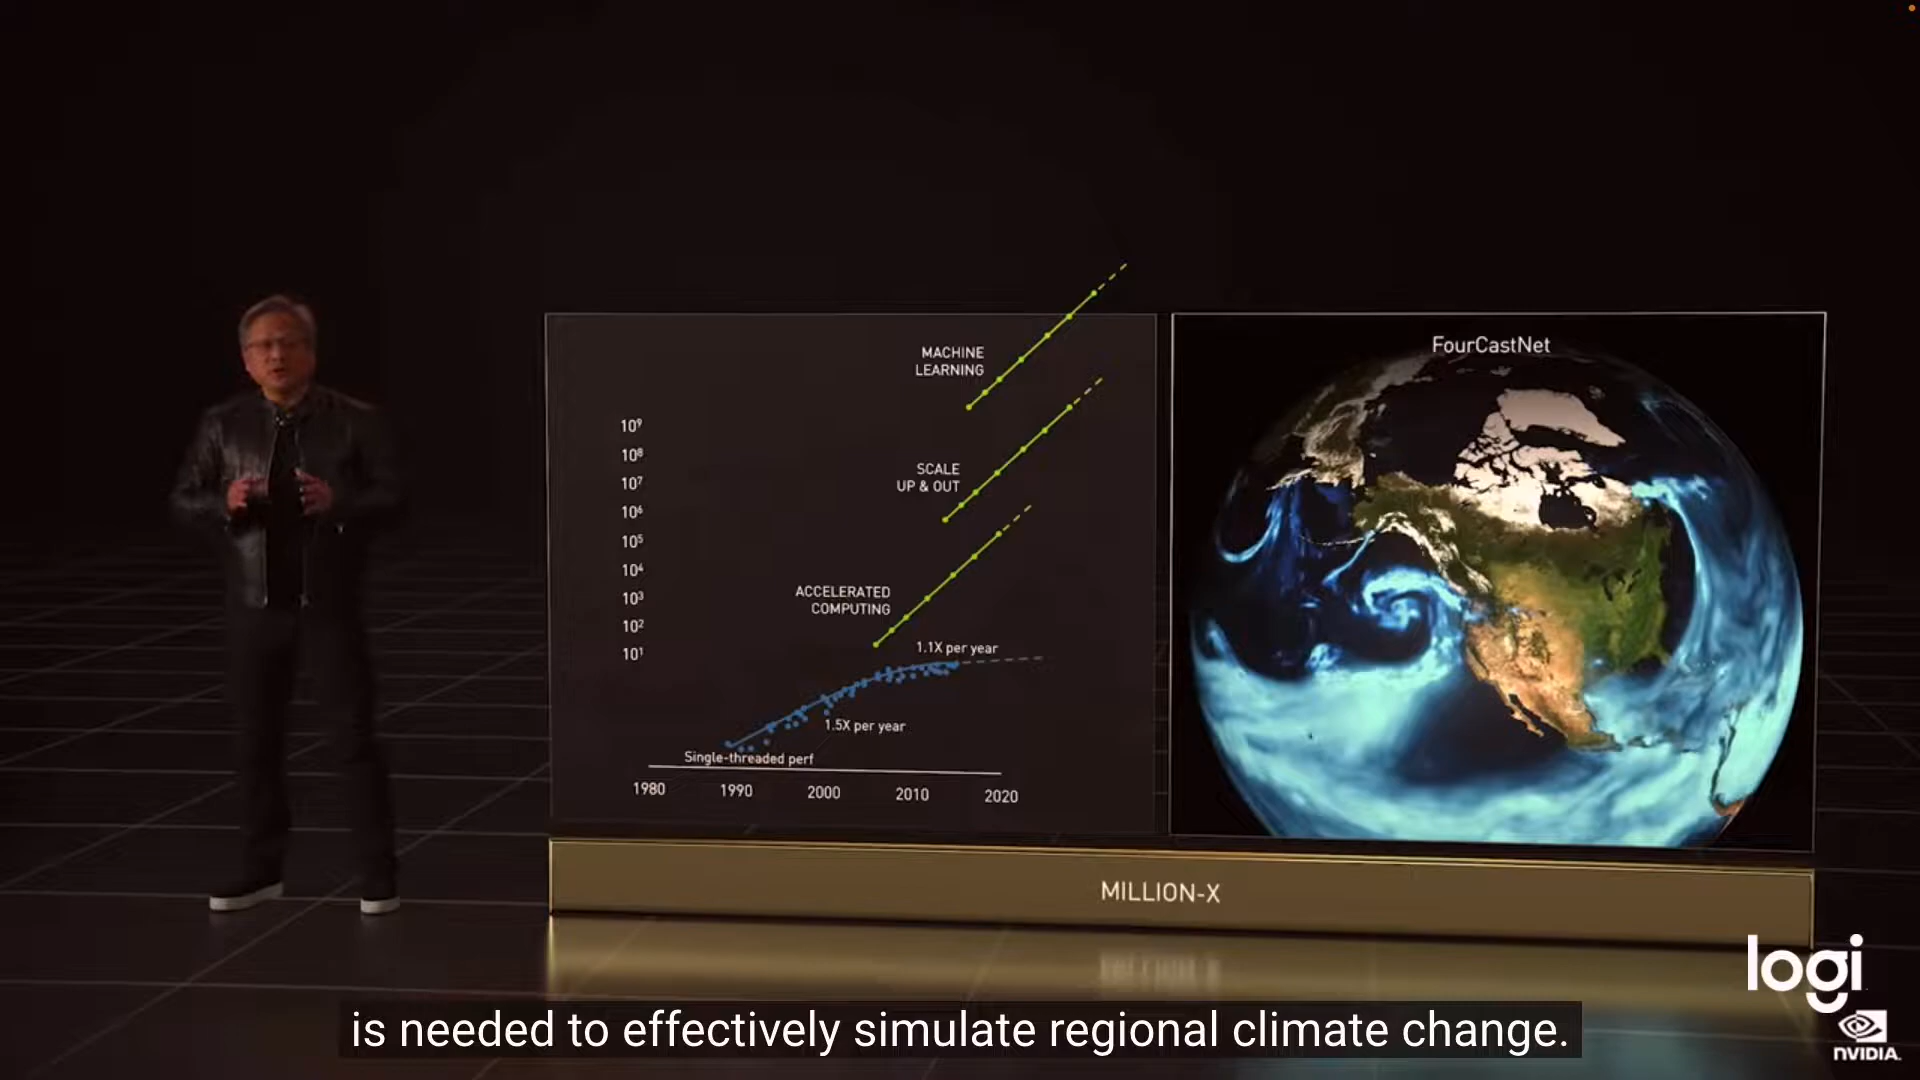 FourCastNet
MACHINE
LEARNING
SCALE
UP & OUT
ACCELERATED
COMPUTING
10⁹
10⁸
10⁷
10⁶
10⁵
10⁴
10³
10²
10¹
1.1X per year
1.5X per year
Single-threaded perf
1980 1990 2000 2010 2020
MILLION-X
logi
is needed to effectively simulate regional climate change.
NVIDIA.